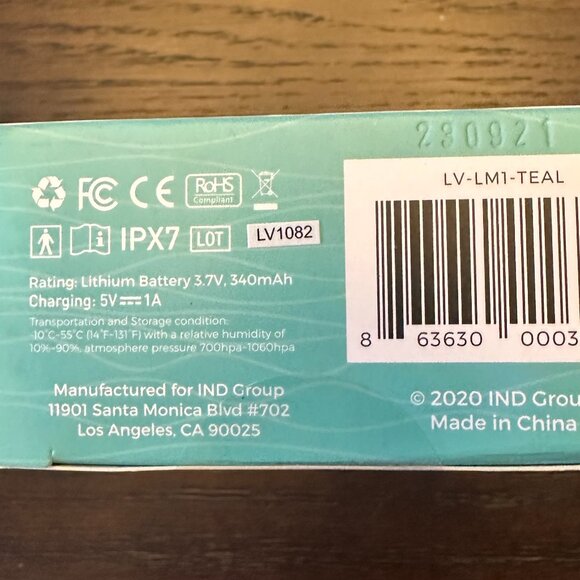 230921
LV-LM1-TEAL
FC CE RoHS Compliant
IPX7 LOT LV1082
Rating: Lithium Battery 3.7V, 340mAh
Charging: 5V⎓1A
Transportation and Storage condition:
-10°C~55°C (14°F~131°F) with a relative humidity of
10%~90%, atmosphere pressure 700hpa~1060hpa
8 63630 0003
Manufactured for IND Group
11901 Santa Monica Blvd #702
Los Angeles, CA 90025
© 2020 IND Grou
Made in China